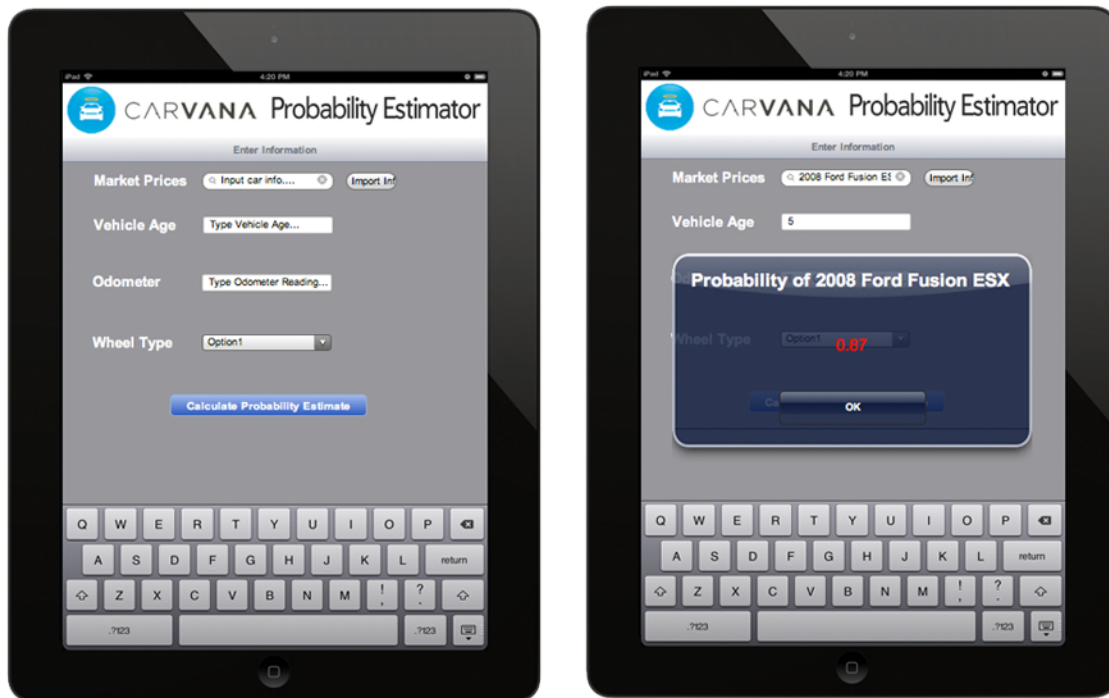 iPad 4:20 PM
CARVANA Probability Estimator
Enter Information
Market Prices Input car info.... Import Inf
Vehicle Age Type Vehicle Age...
Odometer Type Odometer Reading...
Wheel Type Option1
Calculate Probability Estimate
Q W E R T Y U I O P
A S D F G H J K L return
Z X C V B N M ! , ? .
.?123 .?123
iPad 4:20 PM
CARVANA Probability Estimator
Enter Information
Market Prices 2008 Ford Fusion ES Import Inf
Vehicle Age 5
Probability of 2008 Ford Fusion ESX
Wheel Type Option1 0.87
OK
Q W E R T Y U I O P
A S D F G H J K L return
Z X C V B N M ! , ? .
.?123 .?123